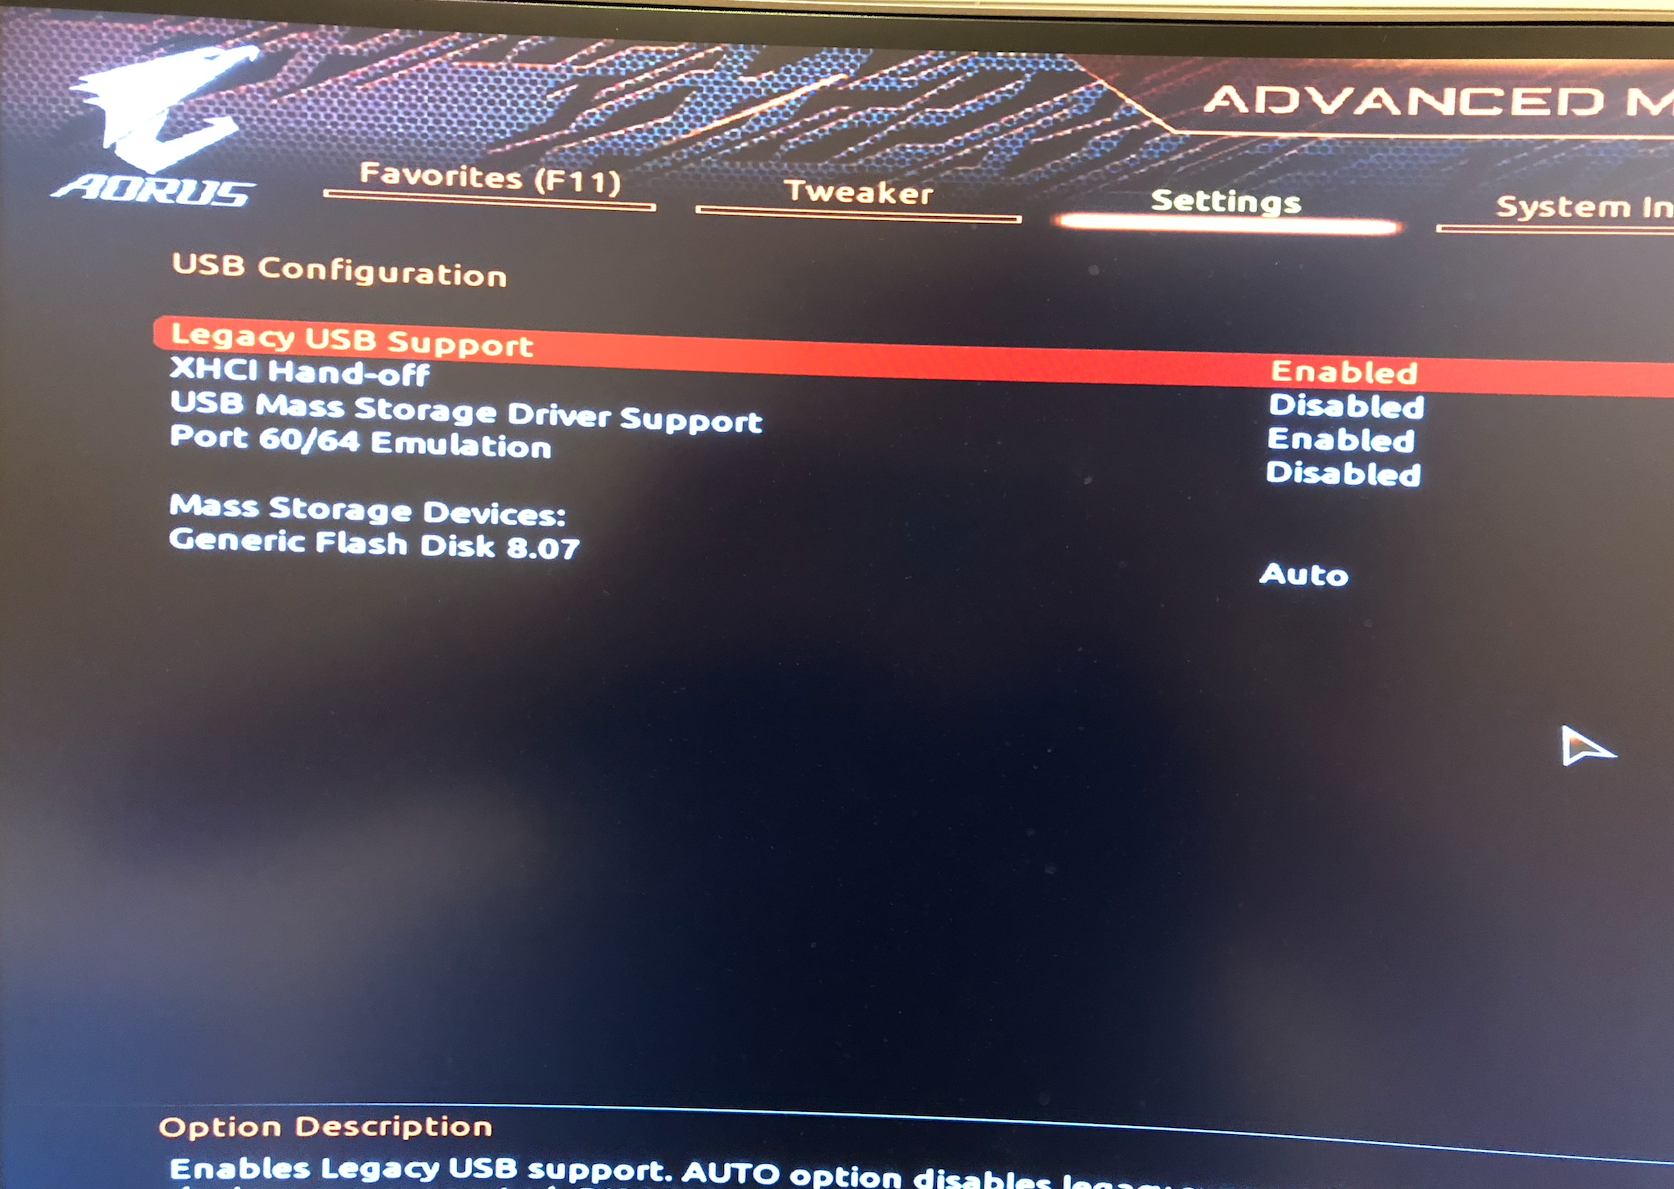 ADVANCED
AORUS
Favorites (F11)
Tweaker
Settings
System
USB Configuration
Legacy USB Support Enabled
XHCI Hand-off Disabled
USB Mass Storage Driver Support Enabled
Port 60/64 Emulation Disabled
Mass Storage Devices:
Generic Flash Disk 8.07 Auto
Option Description
Enables Legacy USB support. AUTO option disables legacy